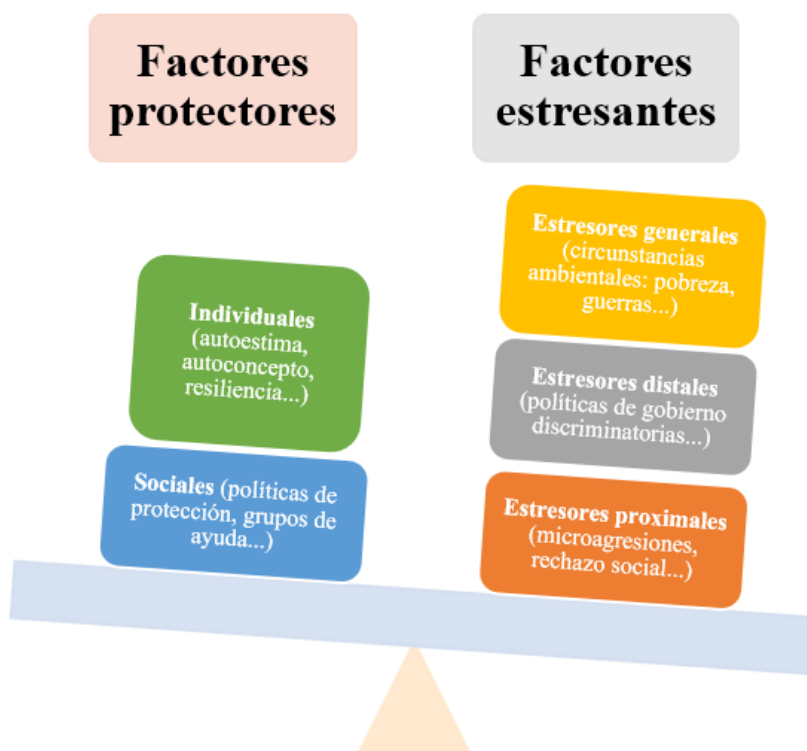 Factores
protectores
Factores
estresantes
Individuales
(autoestima,
autoconcepto,
resiliencia...)
Sociales (políticas de
protección, grupos de
ayuda...)
Estresores generales
(circunstancias
ambientales: pobreza,
guerras...)
Estresores distales
(políticas de gobierno
discriminatorias...)
Estresores proximales
(microagresiones,
rechazo social...)